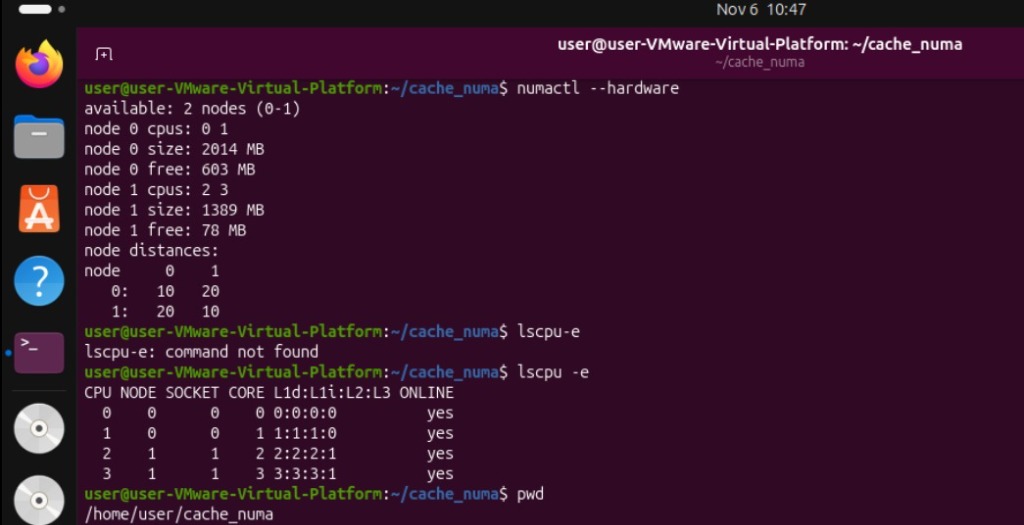 Nov 6 10:47
user@user-VMware-Virtual-Platform: ~/cache_numa
~/cache_numa
user@user-VMware-Virtual-Platform:~/cache_numa$ numactl --hardware
available: 2 nodes (0-1)
node 0 cpus: 0 1
node 0 size: 2014 MB
node 0 free: 603 MB
node 1 cpus: 2 3
node 1 size: 1389 MB
node 1 free: 78 MB
node distances:
node     0    1
   0:   10   20
   1:   20   10
user@user-VMware-Virtual-Platform:~/cache_numa$ lscpu-e
lscpu-e: command not found
user@user-VMware-Virtual-Platform:~/cache_numa$ lscpu -e
CPU NODE SOCKET CORE L1d:L1i:L2:L3 ONLINE
  0    0      0    0 0:0:0:0          yes
  1    0      0    1 1:1:1:0          yes
  2    1      1    2 2:2:2:1          yes
  3    1      1    3 3:3:3:1          yes
user@user-VMware-Virtual-Platform:~/cache_numa$ pwd
/home/user/cache_numa